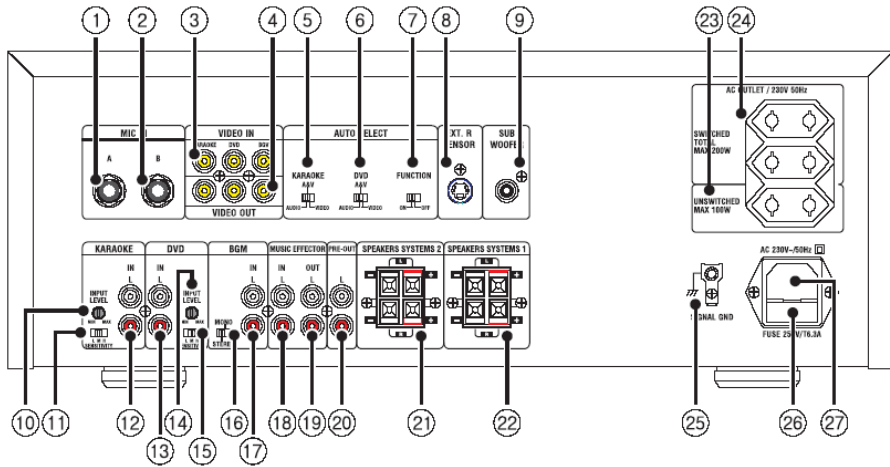 1 2 3 4 5 6 7 8 9 23 24
AC OUTLET / 230V 50Hz
MIC
VIDEO IN
AUTO SELECT
EXT. R
SUB
WOOFER
A B
KARAOKE DVD BGV
KARAOKE
A&V
DVD
A&V
FUNCTION
AUDIO VIDEO
AUDIO VIDEO
ON OFF
VIDEO OUT
SWITCHED
TOTAL
MAX 200W
UNSWITCHED
MAX 100W
KARAOKE DVD BGM MUSIC EFFECTOR PRE-OUT SPEAKERS SYSTEMS 2 SPEAKERS SYSTEMS 1
AC 230V~/50Hz
IN IN IN IN OUT
L L L L L L
INPUT
LEVEL
MIN MAX
INPUT
LEVEL
MIN MAX
L M H
SENSITIVITY
L M H
MONO
STEREO
SIGNAL GND
FUSE 250V/T6.3A
10 11 12 13 14 15 16 17 18 19 20 21 22 25 26 27